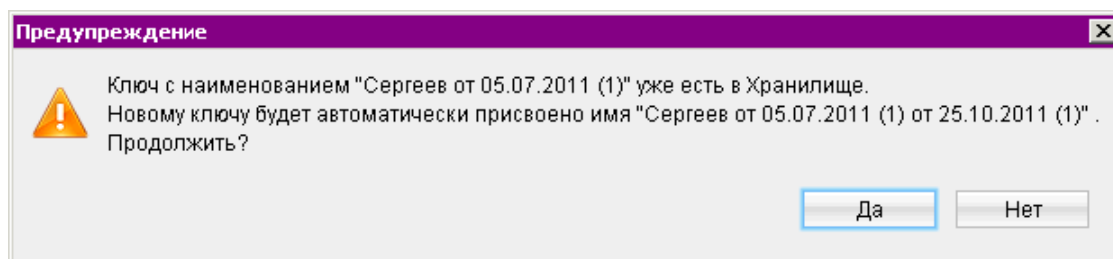 Предупреждение
Ключ с наименованием "Сергеев от 05.07.2011 (1)" уже есть в Хранилище.
Новому ключу будет автоматически присвоено имя "Сергеев от 05.07.2011 (1) от 25.10.2011 (1)" .
Продолжить?
Да Нет